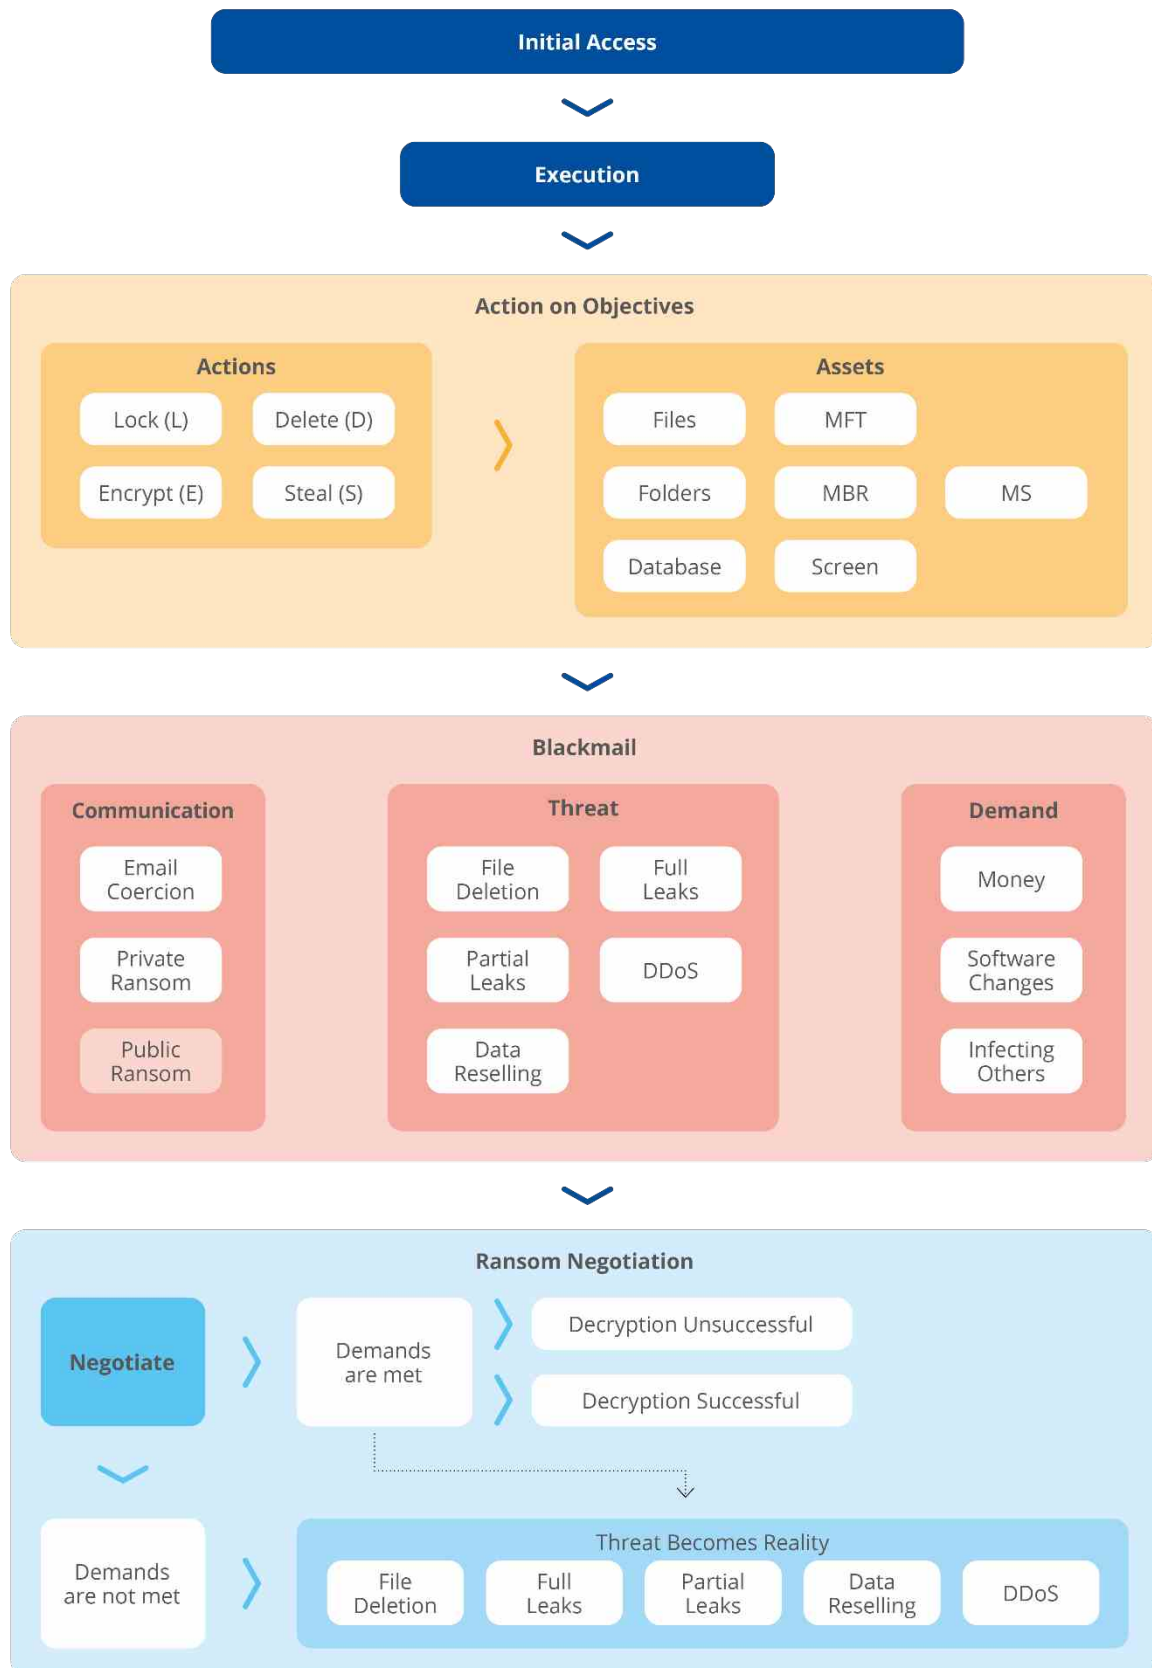 Initial Access
Execution
Action on Objectives
Actions
Lock (L)
Delete (D)
Encrypt (E)
Steal (S)
Assets
Files
MFT
Folders
MBR
MS
Database
Screen
Blackmail
Communication
Email
Coercion
Private
Ransom
Public
Ransom
Threat
File
Deletion
Full
Leaks
Partial
Leaks
DDoS
Data
Reselling
Demand
Money
Software
Changes
Infecting
Others
Ransom Negotiation
Negotiate
Demands
are met
Decryption Unsuccessful
Decryption Successful
Demands
are not met
Threat Becomes Reality
File
Deletion
Full
Leaks
Partial
Leaks
Data
Reselling
DDoS